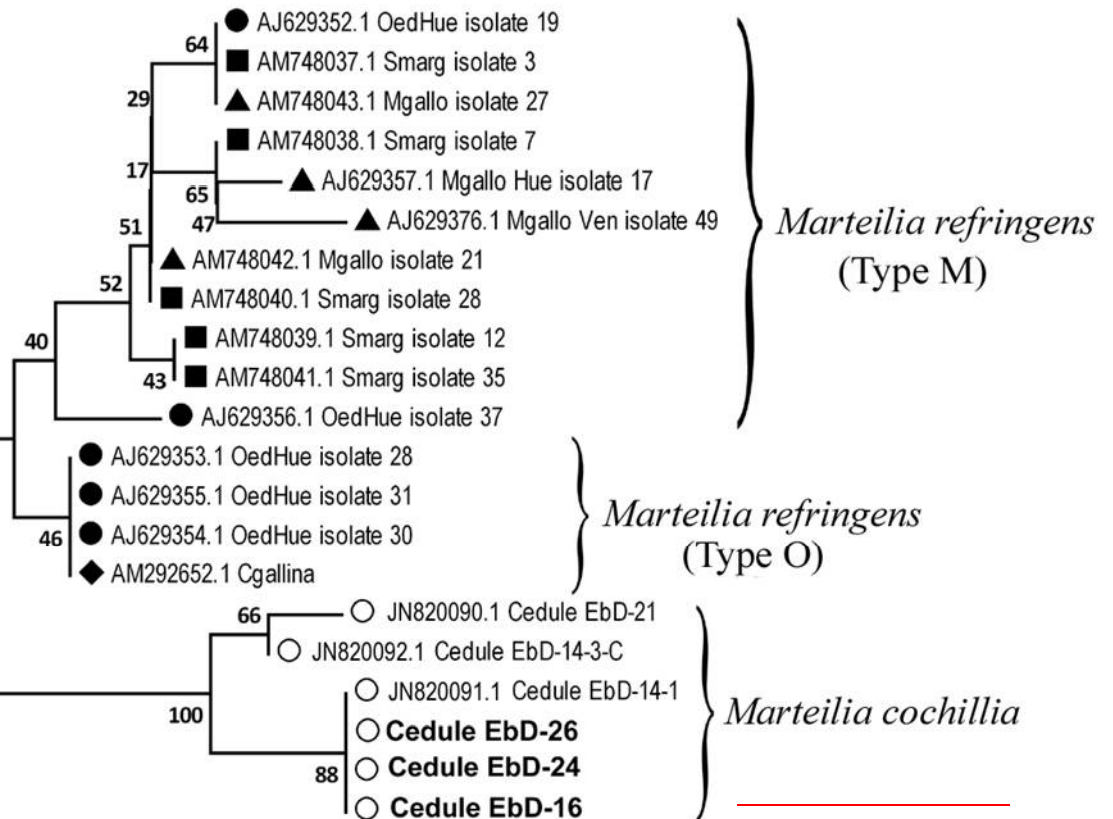 64
AJ629352.1 OedHue isolate 19
AM748037.1 Smarg isolate 3
29
AM748043.1 Mgallo isolate 27
AM748038.1 Smarg isolate 7
17
65
AJ629357.1 Mgallo Hue isolate 17
47
AJ629376.1 Mgallo Ven isolate 49
51
AM748042.1 Mgallo isolate 21
52
AM748040.1 Smarg isolate 28
AM748039.1 Smarg isolate 12
40
43
AM748041.1 Smarg isolate 35
AJ629356.1 OedHue isolate 37
Marteilia refringens
(Type M)
AJ629353.1 OedHue isolate 28
AJ629355.1 OedHue isolate 31
46
AJ629354.1 OedHue isolate 30
AM292652.1 Cgallina
Marteilia refringens
(Type O)
66
JN820090.1 Cedule EbD-21
JN820092.1 Cedule EbD-14-3-C
100
JN820091.1 Cedule EbD-14-1
Cedule EbD-26
88
Cedule EbD-24
Cedule EbD-16
Marteilia cochillia